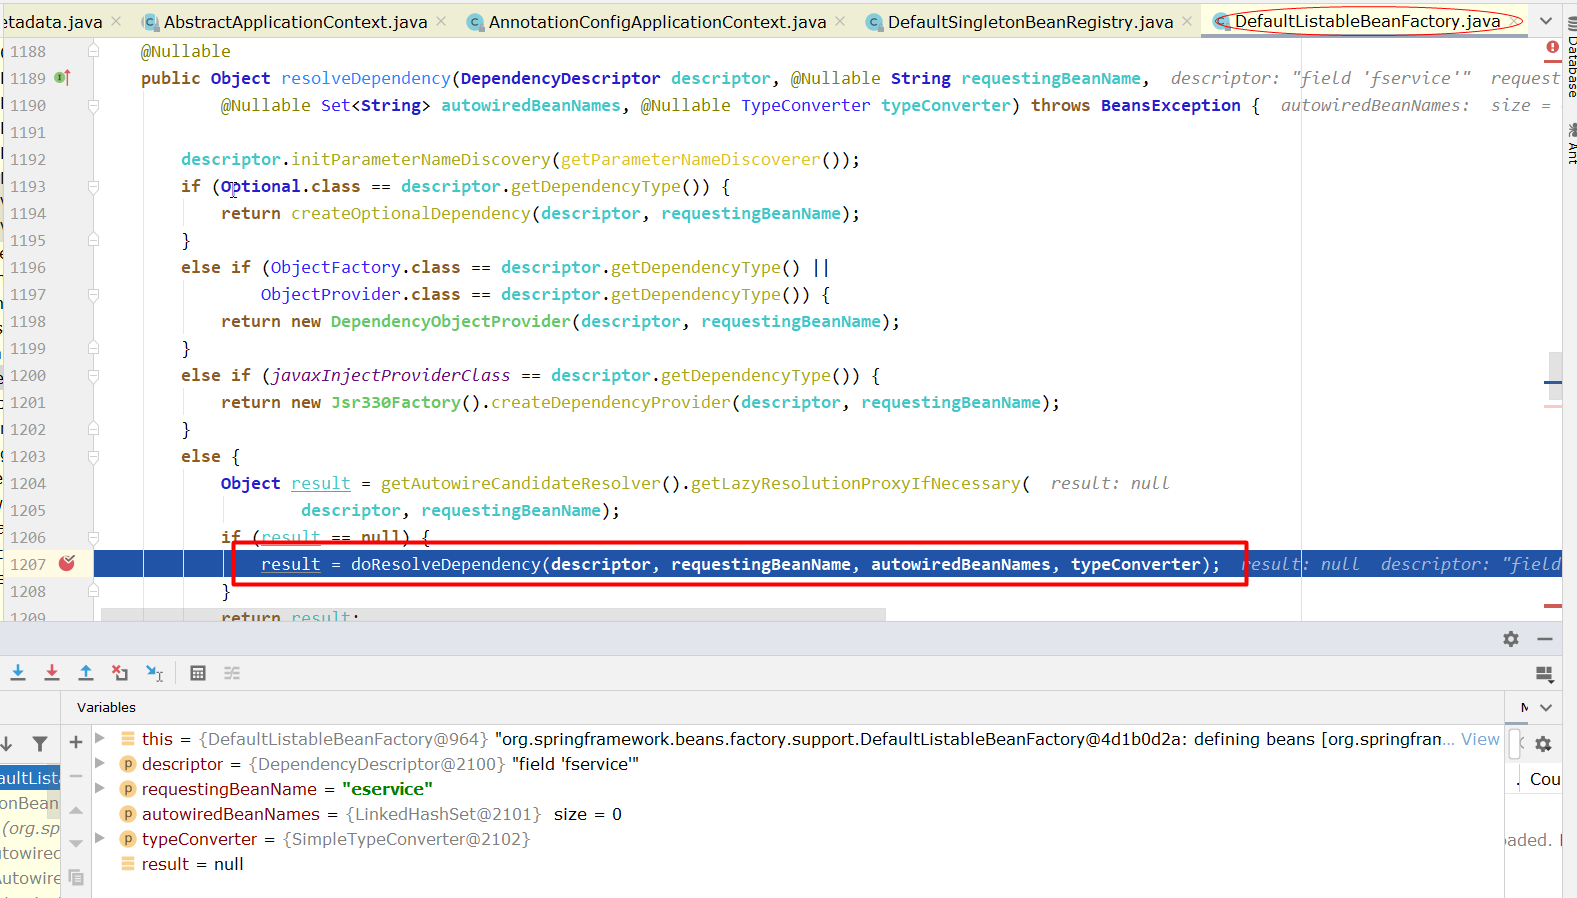 etadata.java
AbstractApplicationContext.java
AnnotationConfigApplicationContext.java
DefaultSingletonBeanRegistry.java
DefaultListableBeanFactory.java
Database
Ant
1188 @Nullable
1189 public Object resolveDependency(DependencyDescriptor descriptor, @Nullable String requestingBeanName, descriptor: "field 'fservice'" request
1190 @Nullable Set<String> autowiredBeanNames, @Nullable TypeConverter typeConverter) throws BeansException { autowiredBeanNames: size =
1191
1192 descriptor.initParameterNameDiscovery(getParameterNameDiscoverer());
1193 if (Optional.class == descriptor.getDependencyType()) {
1194 return createOptionalDependency(descriptor, requestingBeanName);
1195 }
1196 else if (ObjectFactory.class == descriptor.getDependencyType() ||
1197 ObjectProvider.class == descriptor.getDependencyType()) {
1198 return new DependencyObjectProvider(descriptor, requestingBeanName);
1199 }
1200 else if (javaxInjectProviderClass == descriptor.getDependencyType()) {
1201 return new Jsr330Factory().createDependencyProvider(descriptor, requestingBeanName);
1202 }
1203 else {
1204 Object result = getAutowireCandidateResolver().getLazyResolutionProxyIfNecessary( result: null
1205 descriptor, requestingBeanName);
1206 if (result == null) {
1207 result = doResolveDependency(descriptor, requestingBeanName, autowiredBeanNames, typeConverter); result: null descriptor: "field
1208 }
1209 return result;
Variables
this = {DefaultListableBeanFactory@964} "org.springframework.beans.factory.support.DefaultListableBeanFactory@4d1b0d2a: defining beans [org.springfram... View
descriptor = {DependencyDescriptor@2100} "field 'fservice'"
requestingBeanName = "eservice"
autowiredBeanNames = {LinkedHashSet@2101} size = 0
typeConverter = {SimpleTypeConverter@2102}
result = null
aultLista
onBean
(org.sp
utowired
Autowire
Cou
oaded.